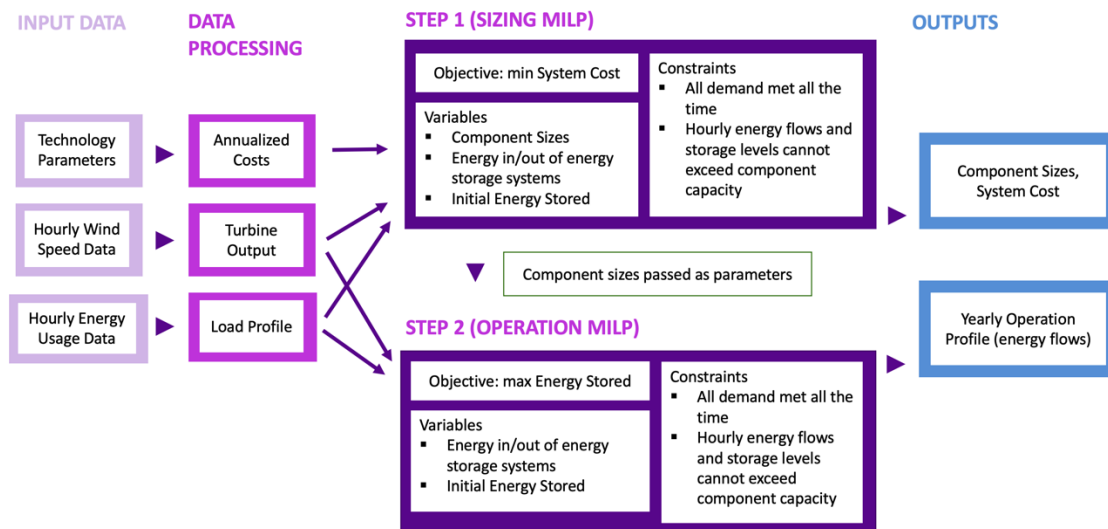 INPUT DATA
DATA
PROCESSING
STEP 1 (SIZING MILP)
OUTPUTS
Technology
Parameters
Hourly Wind
Speed Data
Hourly Energy
Usage Data
Annualized
Costs
Turbine
Output
Load Profile
Objective: min System Cost
Variables
▪ Component Sizes
▪ Energy in/out of energy
storage systems
▪ Initial Energy Stored
Constraints
▪ All demand met all the
time
▪ Hourly energy flows and
storage levels cannot
exceed component
capacity
Component sizes passed as parameters
STEP 2 (OPERATION MILP)
Objective: max Energy Stored
Variables
▪ Energy in/out of energy
storage systems
▪ Initial Energy Stored
Constraints
▪ All demand met all the
time
▪ Hourly energy flows
and storage levels
cannot exceed
component capacity
Component Sizes,
System Cost
Yearly Operation
Profile (energy flows)